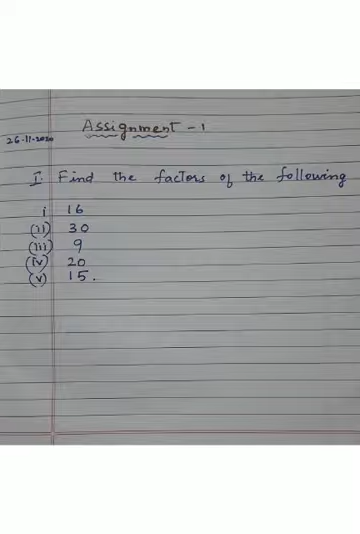 Assignment - 1
26-11-2020
I. Find the factors of the following
i 16
(ii) 30
(iii) 9
(iv) 20
(v) 15.